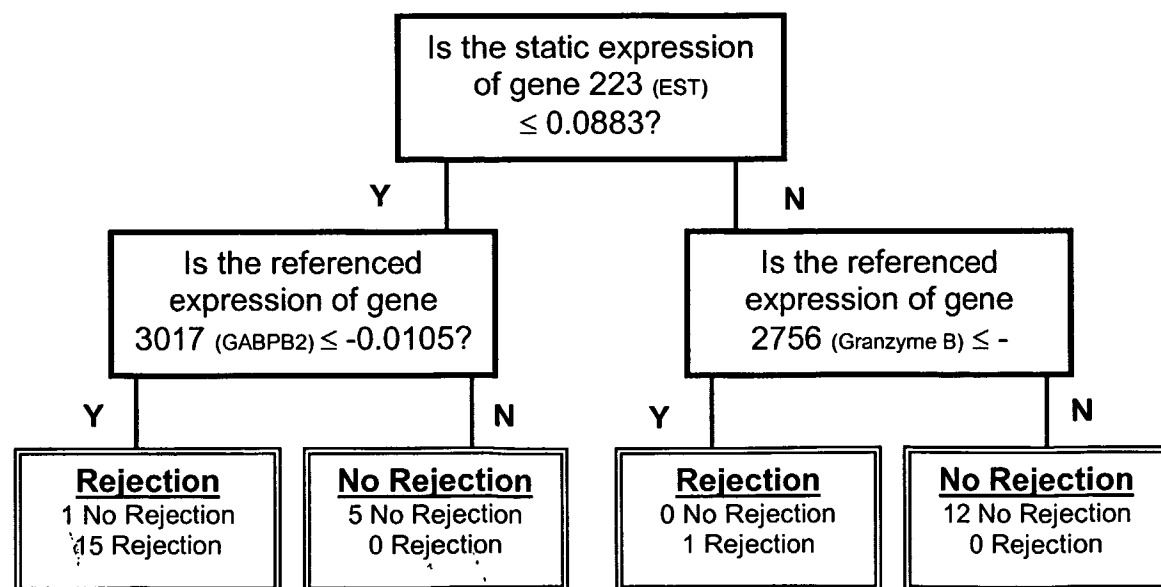 Is the static expression
of gene 223 (EST)
≤ 0.0883?
Y
N
Is the referenced
expression of gene
3017 (GABPB2) ≤ -0.0105?
Is the referenced
expression of gene
2756 (Granzyme B) ≤ -
Y
N
Y
N
Rejection
1 No Rejection
15 Rejection
No Rejection
5 No Rejection
0 Rejection
Rejection
0 No Rejection
1 Rejection
No Rejection
12 No Rejection
0 Rejection